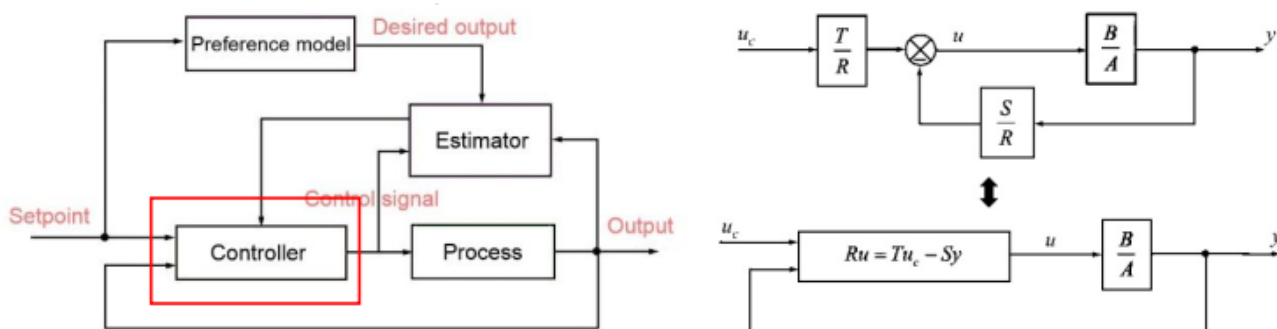 Desired output
Preference model
Estimator
Control signal
Setpoint
Controller
Process
Output
u_c
T
R
u
B
A
y
S
R
u_c
Ru = Tu_c - Sy
u
B
A
y